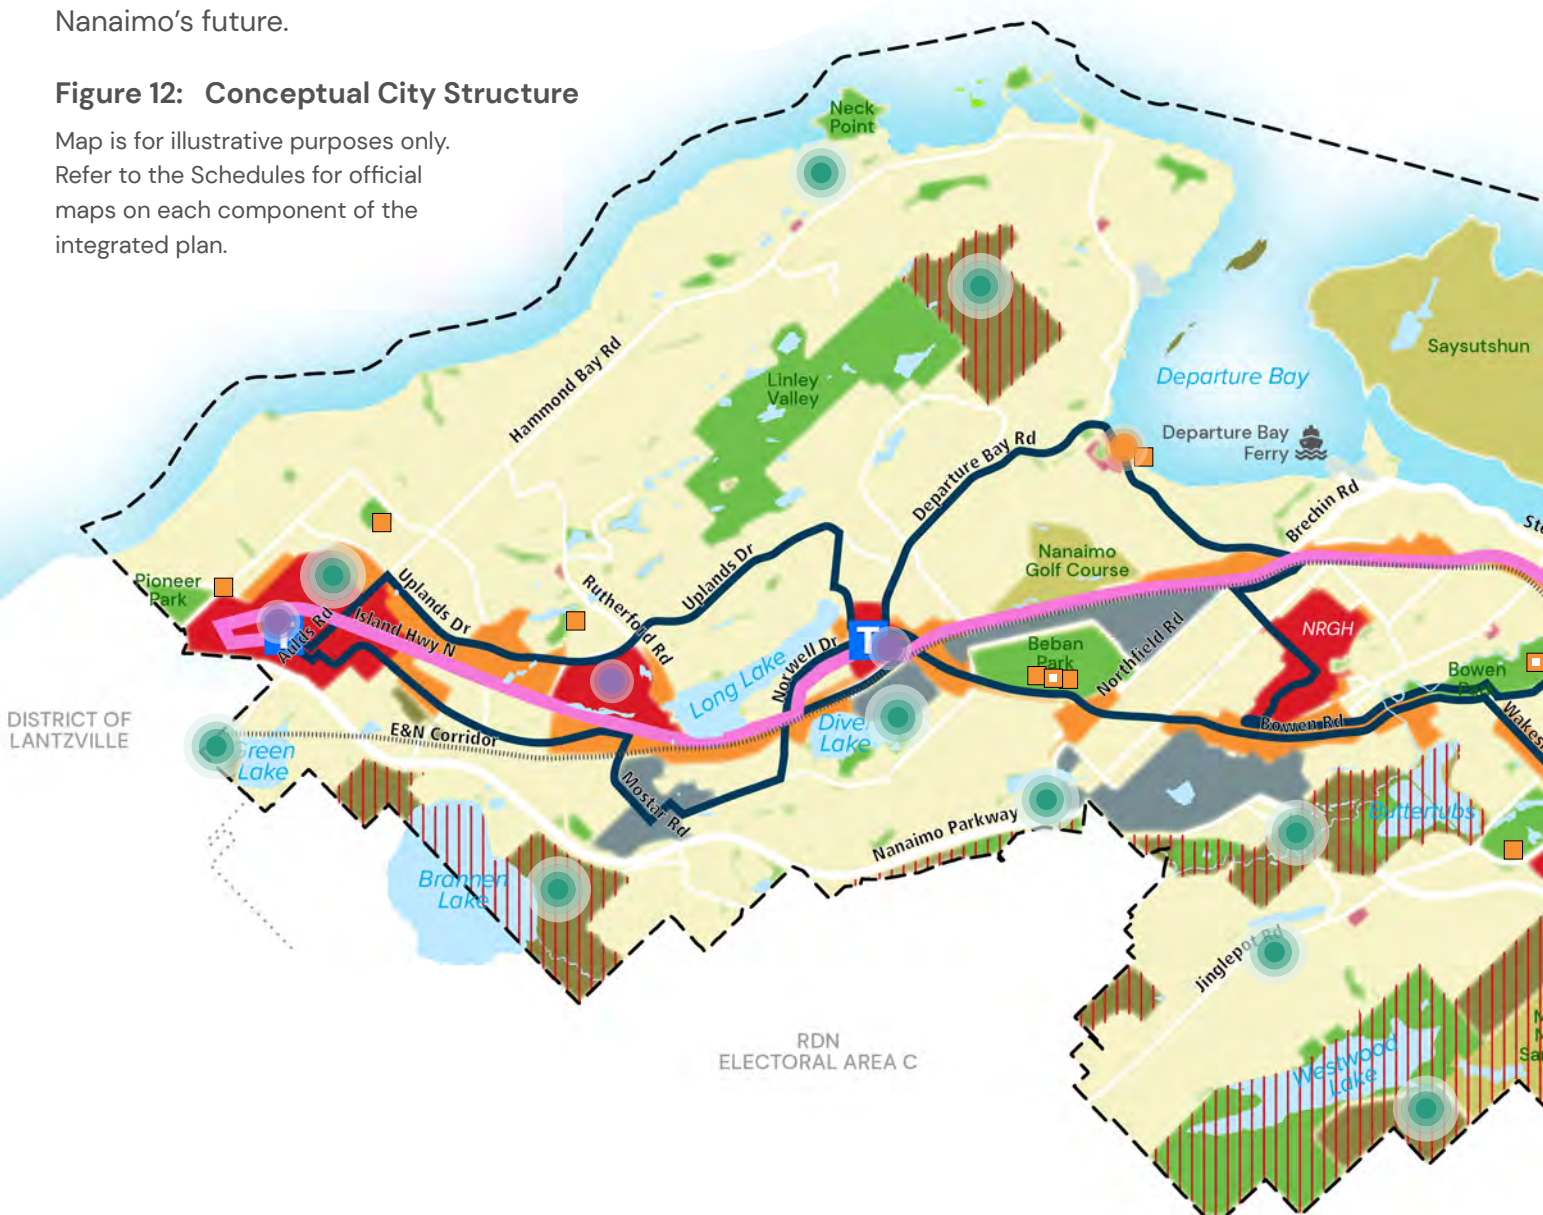 Nanaimo's future.
Figure 12: Conceptual City Structure
Map is for illustrative purposes only.
Refer to the Schedules for official
maps on each component of the
integrated plan.
Neck
Point
Saysutshun
Departure Bay
Departure Bay
Ferry
Linley
Valley
Hammond Bay Rd
Departure Bay Rd
Brechin Rd
Nanaimo
Golf Course
Pioneer
Park
Uplands Dr
Uplands Dr
Rutherford Rd
Aulds Rd
Island Hwy N
T
T
Norwell Dr
Long Lake
Beban
Park
Northfield Rd
NRGH
Bowen
Bowen Rd
DISTRICT OF
LANTZVILLE
E&N Corridor
Green
Lake
Diver
Lake
Mostar Rd
Nanaimo Parkway
Buttertubs
Brannen
Lake
Jinglepot Rd
RDN
ELECTORAL AREA C
Westwood
Lake